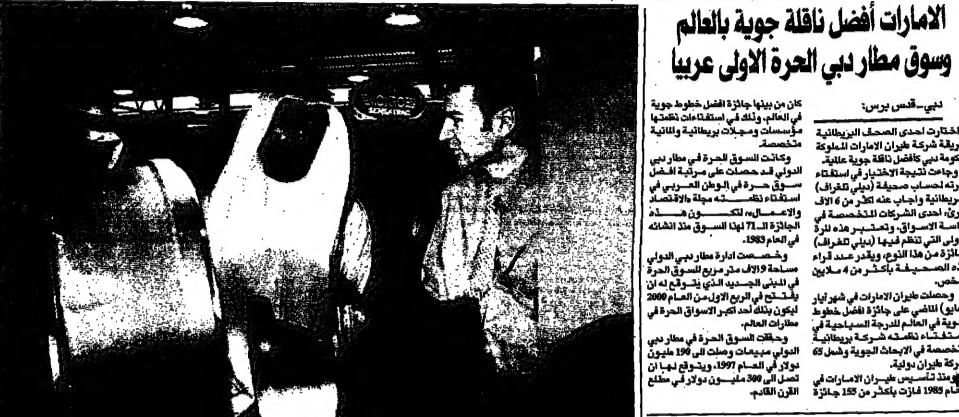 الامارات أفضل ناقلة جوية بالعالم
وسوق مطار دبي الحرة الاولى عربيا
دبي-قدس برس:
اختارت احدى الصحف البريطانية
شركة طيران الامارات المملوكة
دبي كأفضل ناقلة جوية عالمية.
وجاءت نتيجة الاختيار في استفتاء
لحساب صحيفة (ديلي تلغراف)
البريطانية واجاب عنه اكثر من 6 الاف
احدى الشركات المتخصصة في
الاسواق، وتعتبر هذه المرة
التي تنظم فيها (ديلي تلغراف)
من هذا النوع، ويقدر عدد قراء
الصحيفة بأكثر من 4 ملايين
وحصلت طيران الامارات في شهر أيار
الماضي على جائزة افضل خطوط
جوية في العالم للدرجة السياحية في
استفتاء نظمته شركة بريطانية
متخصصة في الابحاث الجوية وشمل 65
شركة طيران دولية.
ومنذ تأسيس طيران الامارات في
عام 1985 فازت بأكثر من 155 جائزة
كان من بينها جائزة افضل خطوط جوية
في العالم، وذلك في استفتاءات نظمتها
مؤسسات ومجلات بريطانية والمانية
متخصصة.
وكانت السوق الحرة في مطار دبي
الدولي قد حصلت على مرتبة افضل
سوق حرة في الوطن العربي في
استفتاء نظمته مجلة «الاقتصاد
والاعمال»، لتكون هذه
الجائزة الـ71 لهذا السوق منذ انشائه
في العام 1983.
وخصصت ادارة مطار دبي الدولي
مساحة 9 الاف متر مربع للسوق الحرة
في المبنى الجديد الذي يتوقع له ان
يفتتح في الربع الاول من العام 2000
ليكون بذلك أحد اكبر الاسواق الحرة في
مطارات العالم.
وحققت السوق الحرة في مطار دبي
الدولي مبيعات وصلت الى 190 مليون
دولار في العام 1997، ويتوقع لها ان
تصل الى 300 مليون دولار في مطلع
القرن القادم.